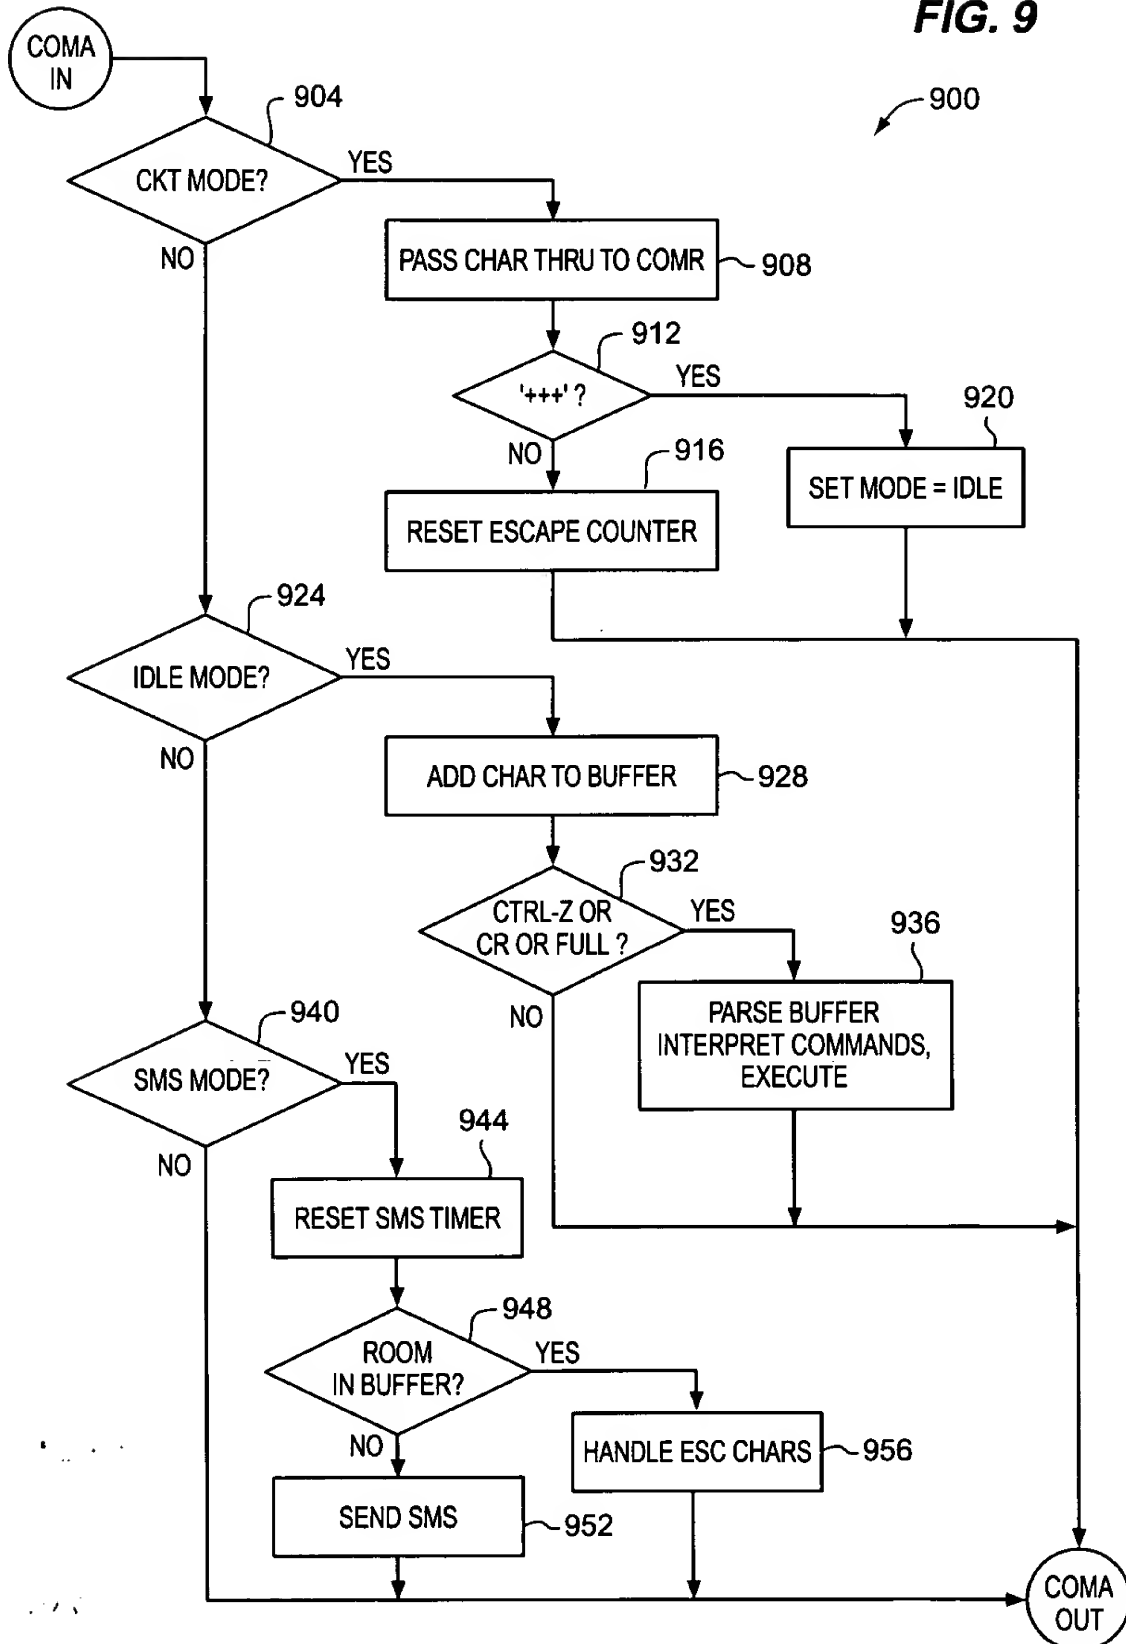 FIG. 9
COMA
IN
900
904
CKT MODE?
YES
NO
PASS CHAR THRU TO COMR
908
912
'+++' ?
YES
NO
920
SET MODE = IDLE
916
RESET ESCAPE COUNTER
924
IDLE MODE?
YES
NO
ADD CHAR TO BUFFER
928
932
CTRL-Z OR
CR OR FULL ?
YES
NO
936
PARSE BUFFER
INTERPRET COMMANDS,
EXECUTE
940
SMS MODE?
YES
NO
944
RESET SMS TIMER
948
ROOM
IN BUFFER?
YES
NO
HANDLE ESC CHARS
956
SEND SMS
952
COMA
OUT